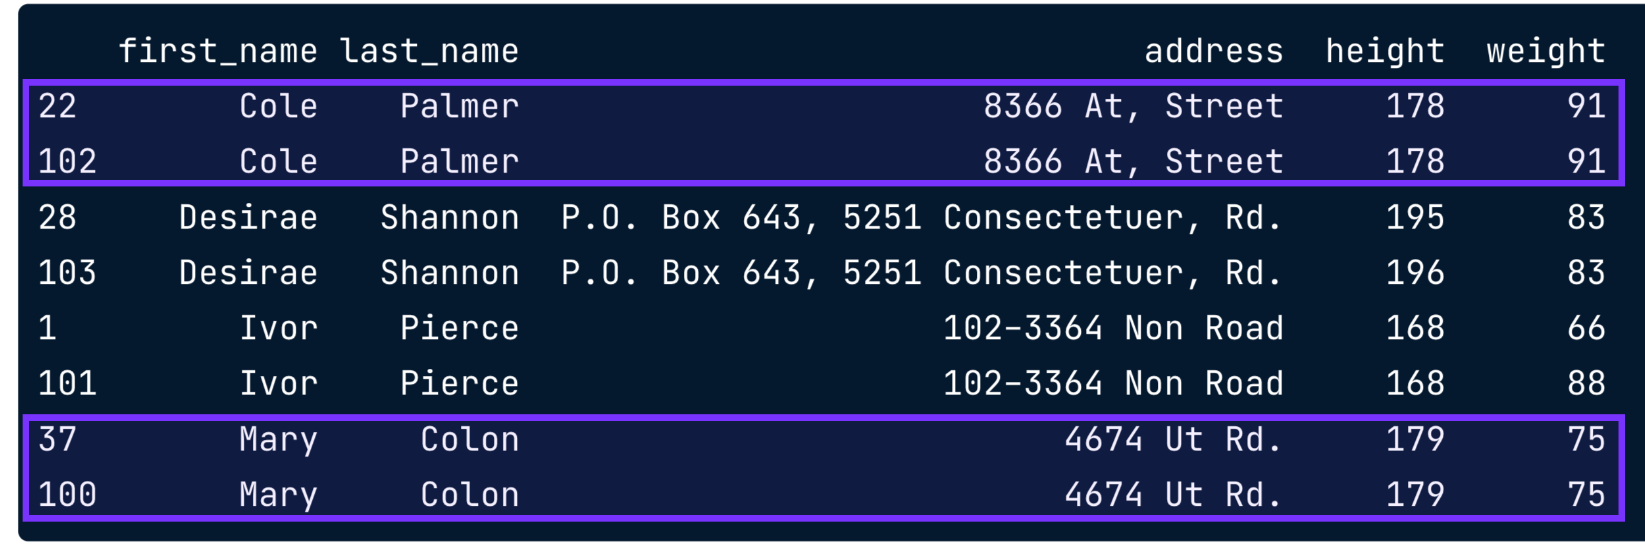 first_name last_name address height weight
22 Cole Palmer 8366 At, Street 178 91
102 Cole Palmer 8366 At, Street 178 91
28 Desirae Shannon P.O. Box 643, 5251 Consectetuer, Rd. 195 83
103 Desirae Shannon P.O. Box 643, 5251 Consectetuer, Rd. 196 83
1 Ivor Pierce 102-3364 Non Road 168 66
101 Ivor Pierce 102-3364 Non Road 168 88
37 Mary Colon 4674 Ut Rd. 179 75
100 Mary Colon 4674 Ut Rd. 179 75